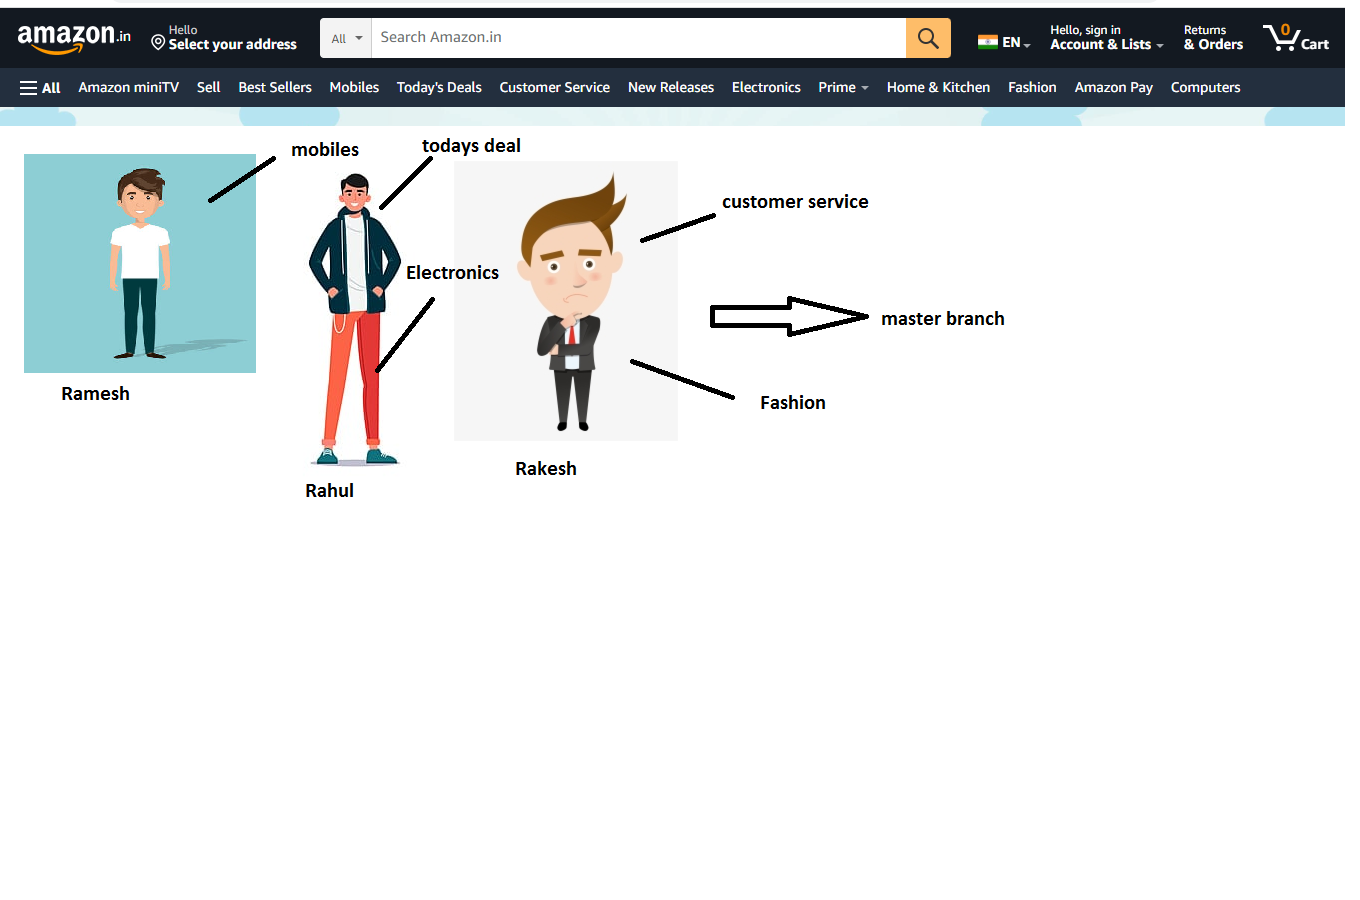 amazon.in
Hello
Select your address
All
Search Amazon.in
EN
Hello, sign in
Account & Lists
Returns
& Orders
0
Cart
All Amazon miniTV Sell Best Sellers Mobiles Today's Deals Customer Service New Releases Electronics Prime Home & Kitchen Fashion Amazon Pay Computers
mobiles
todays deal
customer service
Electronics
master branch
Ramesh
Fashion
Rakesh
Rahul